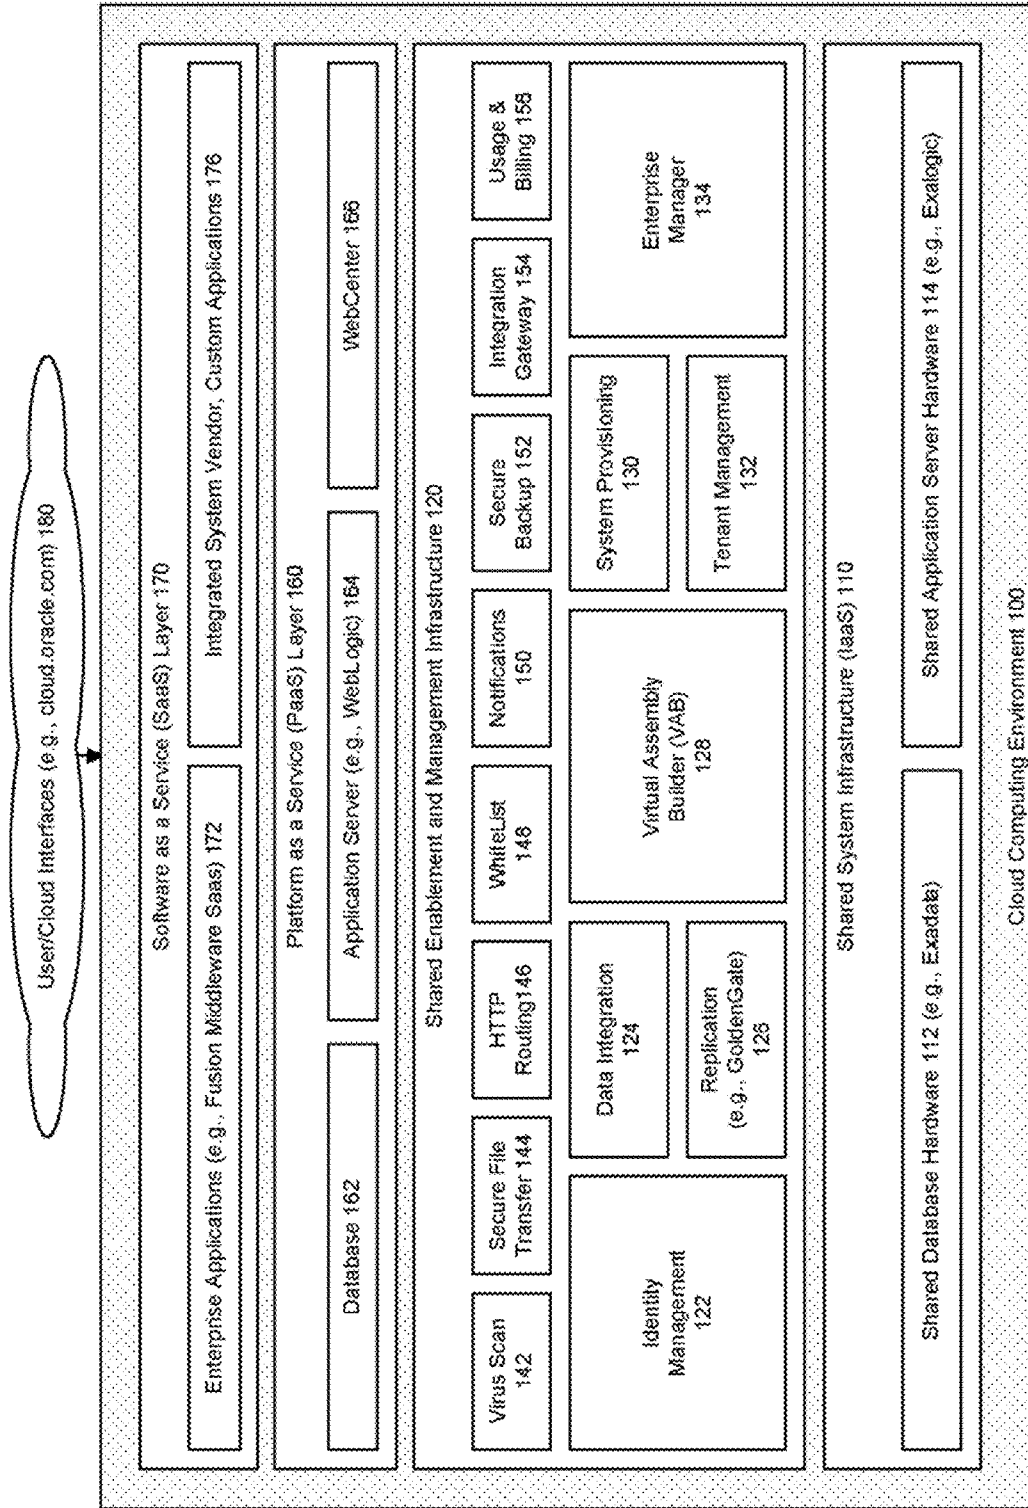 User/Cloud Interfaces (e.g., cloud.oracle.com) 180
Software as a Service (SaaS) Layer 170
Enterprise Applications (e.g., Fusion Middleware Saas) 172
Integrated System Vendor, Custom Applications 176
Platform as a Service (PaaS) Layer 160
Database 162
Application Server (e.g., WebLogic) 164
WebCenter 166
Shared Enablement and Management Infrastructure 120
Virus Scan
142
Secure File
Transfer 144
HTTP
Routing146
WhiteList
148
Notifications
150
Secure
Backup 152
Integration
Gateway 154
Usage &
Billing 158
Identity
Management
122
Data Integration
124
Replication
(e.g., GoldenGate)
126
Virtual Assembly
Builder (VAB)
128
System Provisioning
130
Tenant Management
132
Enterprise
Manager
134
Shared System Infrastructure (IaaS) 110
Shared Database Hardware 112 (e.g., Exadata)
Shared Application Server Hardware 114 (e.g., Exalogic)
Cloud Computing Environment 100